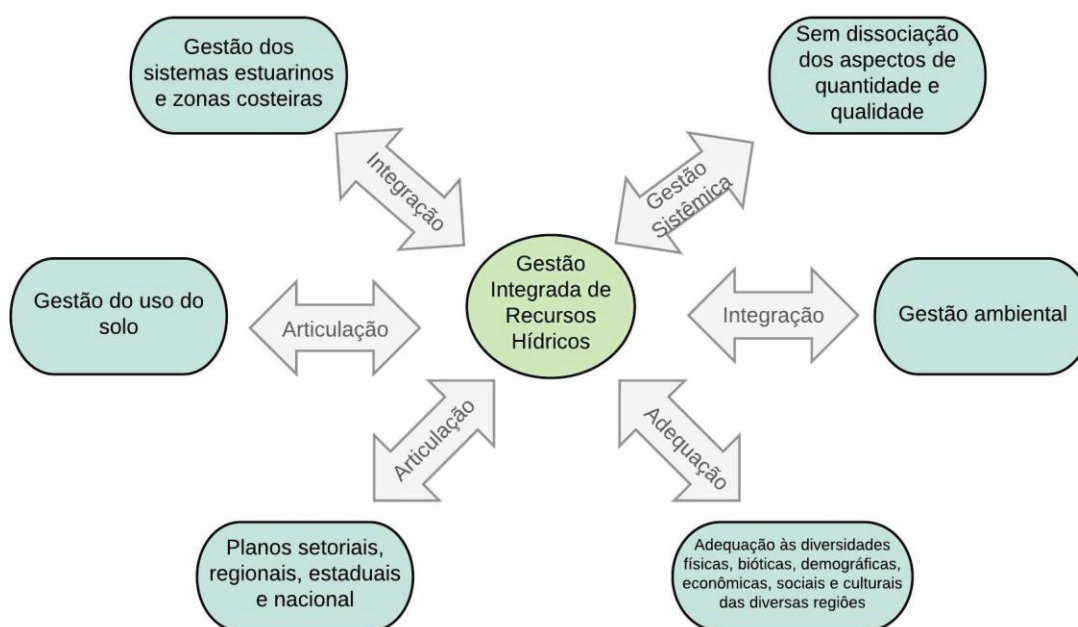 Gestão dos
sistemas estuarinos
e zonas costeiras
Sem dissociação
dos aspectos de
quantidade e
qualidade
Integração
Gestão
Sistêmica
Gestão
Integrada de
Recursos
Hídricos
Gestão do uso do
solo
Articulação
Integração
Gestão ambiental
Articulação
Adequação
Planos setoriais,
regionais, estaduais
e nacional
Adequação às diversidades
físicas, bióticas, demográficas,
econômicas, sociais e culturais
das diversas regiões